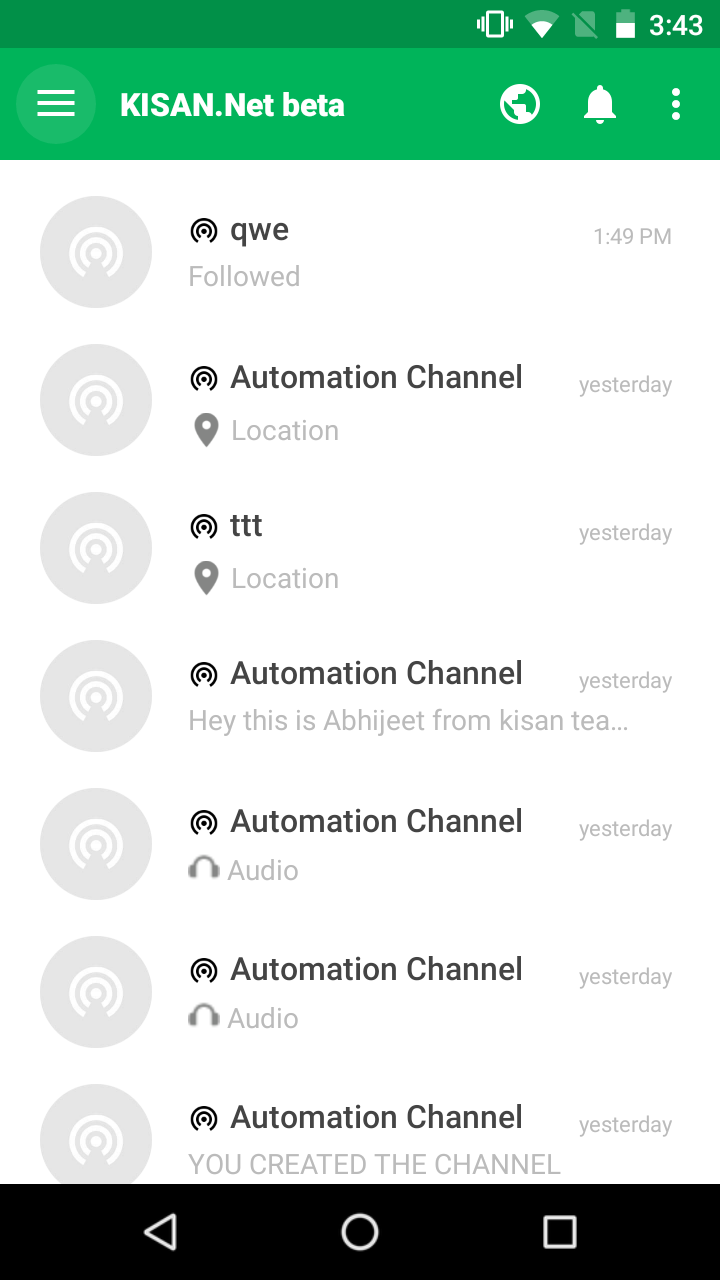 3:43
KISAN.Net beta
qwe
1:49 PM
Followed
Automation Channel
yesterday
Location
ttt
yesterday
Location
Automation Channel
yesterday
Hey this is Abhijeet from kisan tea...
Automation Channel
yesterday
Audio
Automation Channel
yesterday
Audio
Automation Channel
yesterday
YOU CREATED THE CHANNEL